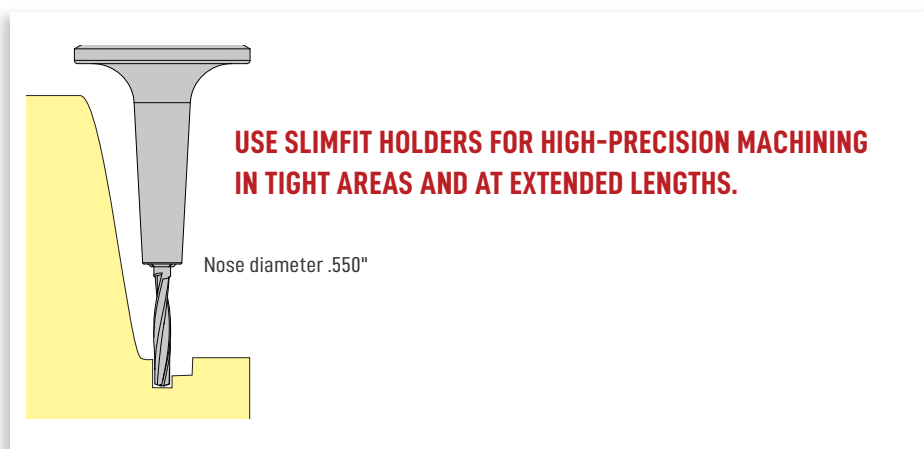 USE SLIMFIT HOLDERS FOR HIGH-PRECISION MACHINING
IN TIGHT AREAS AND AT EXTENDED LENGTHS.
Nose diameter .550"